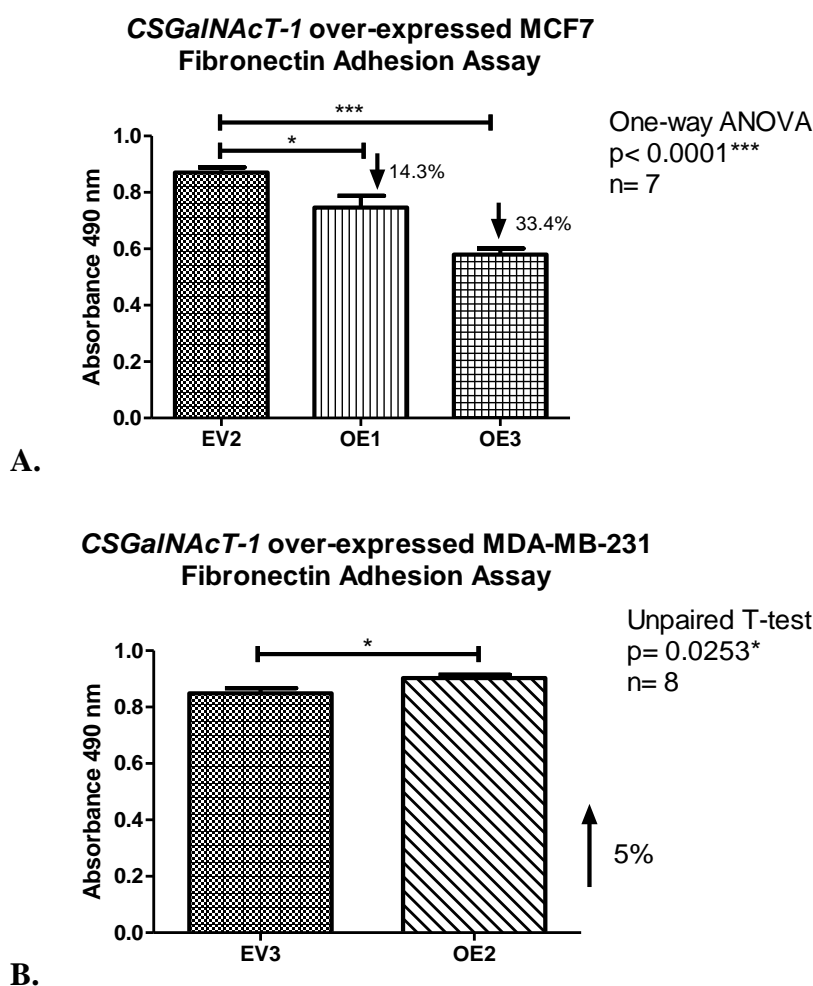 CSGalNAcT-1 over-expressed MCF7
Fibronectin Adhesion Assay
***
*
14.3%
33.4%
One-way ANOVA
p< 0.0001***
n= 7
Absorbance 490 nm
1.0
0.8
0.6
0.4
0.2
0.0
EV2 OE1 OE3
A.
CSGalNAcT-1 over-expressed MDA-MB-231
Fibronectin Adhesion Assay
*
Unpaired T-test
p= 0.0253*
n= 8
Absorbance 490 nm
1.0
0.8
0.6
0.4
0.2
0.0
5%
EV3 OE2
B.